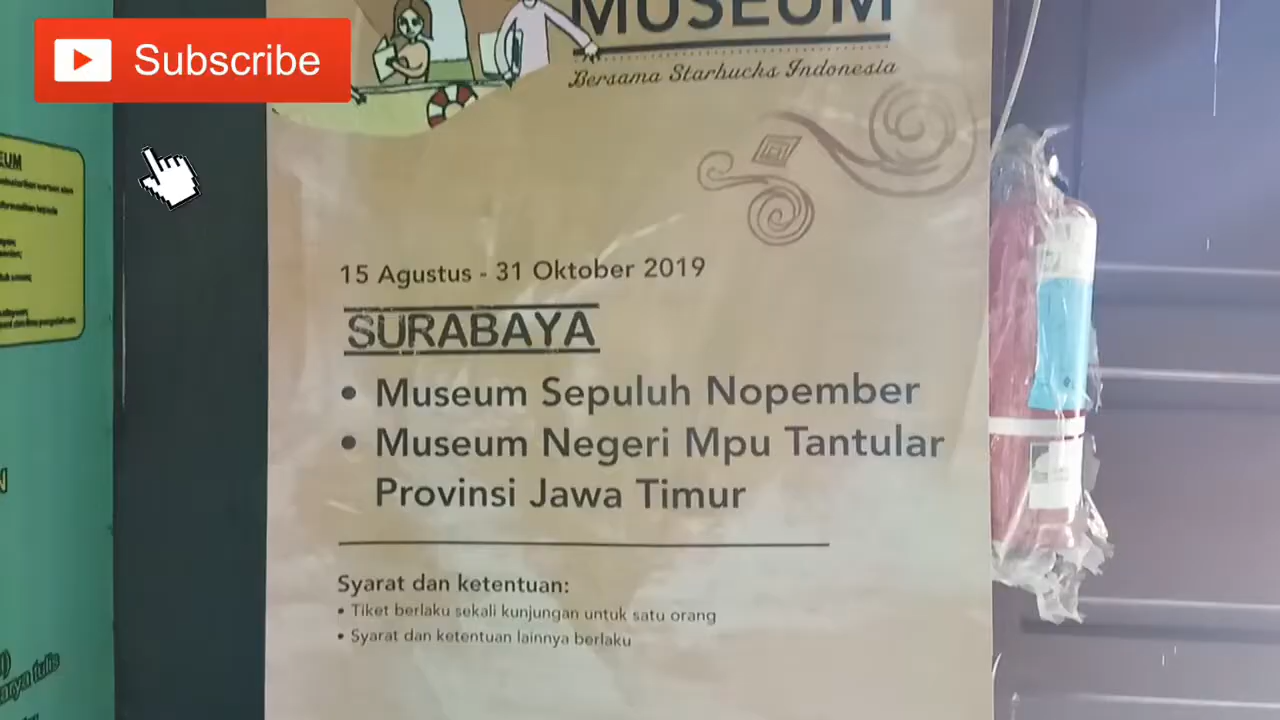 Subscribe
MUSEUM
Bersama Starbucks Indonesia
15 Agustus - 31 Oktober 2019
SURABAYA
• Museum Sepuluh Nopember
• Museum Negeri Mpu Tantular
Provinsi Jawa Timur
Syarat dan ketentuan:
• Tiket berlaku sekali kunjungan untuk satu orang
• Syarat dan ketentuan lainnya berlaku